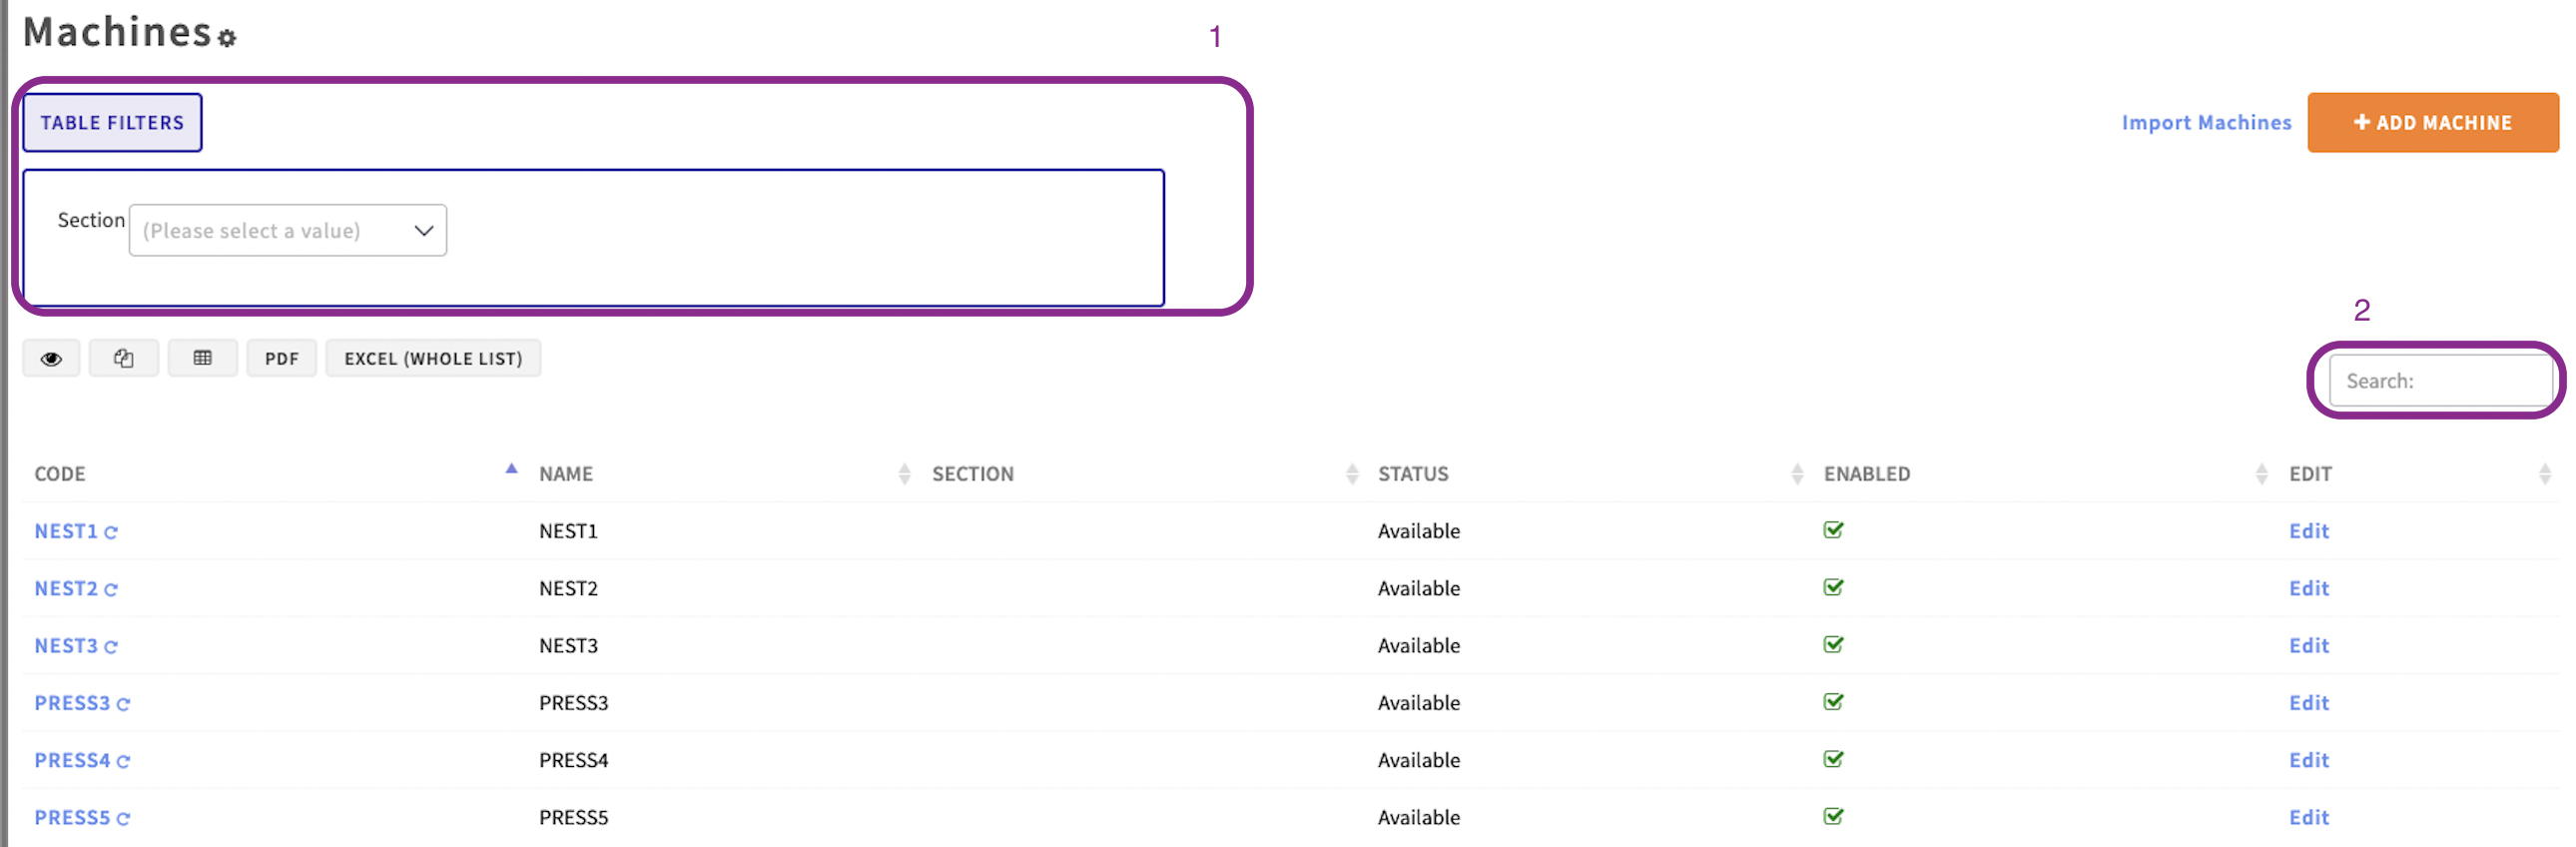 Machines
1
TABLE FILTERS
Import Machines
+ ADD MACHINE
Section (Please select a value)
2
PDF
EXCEL (WHOLE LIST)
Search:
CODE NAME SECTION STATUS ENABLED EDIT
NEST1 NEST1 Available Edit
NEST2 NEST2 Available Edit
NEST3 NEST3 Available Edit
PRESS3 PRESS3 Available Edit
PRESS4 PRESS4 Available Edit
PRESS5 PRESS5 Available Edit